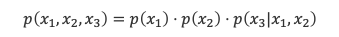 p(x₁, x₂, x₃) = p(x₁) · p(x₂) · p(x₃|x₁, x₂)